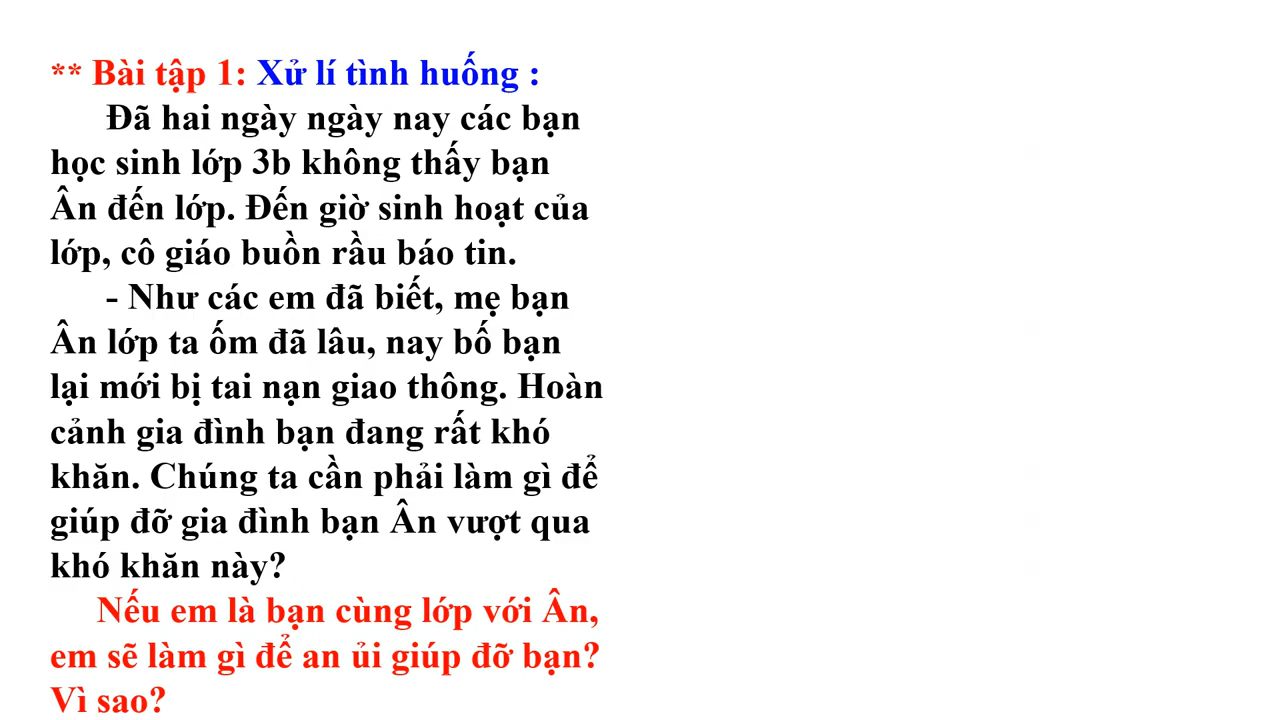 ** Bài tập 1: Xử lí tình huống :
Đã hai ngày ngày nay các bạn
học sinh lớp 3b không thấy bạn
Ân đến lớp. Đến giờ sinh hoạt của
lớp, cô giáo buồn rầu báo tin.
- Như các em đã biết, mẹ bạn
Ân lớp ta ốm đã lâu, nay bố bạn
lại mới bị tai nạn giao thông. Hoàn
cảnh gia đình bạn đang rất khó
khăn. Chúng ta cần phải làm gì để
giúp đỡ gia đình bạn Ân vượt qua
khó khăn này?
Nếu em là bạn cùng lớp với Ân,
em sẽ làm gì để an ủi giúp đỡ bạn?
Vì sao?